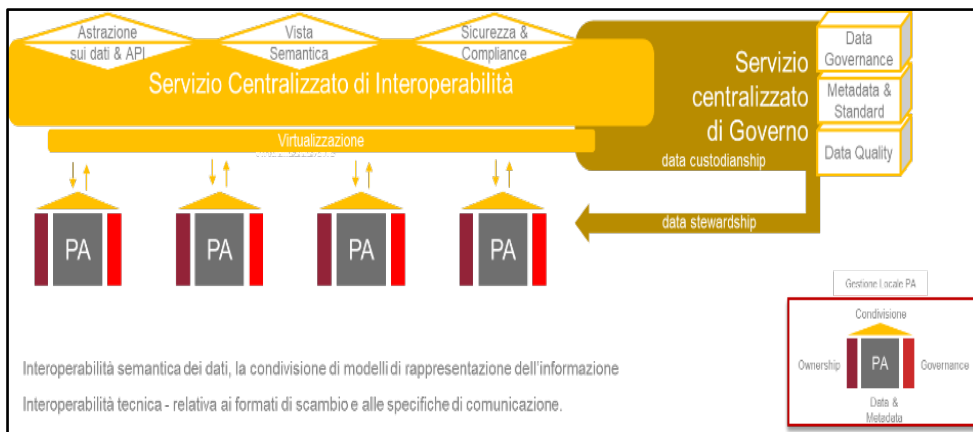 Astrazione
sui dati & API
Vista
Semantica
Sicurezza &
Compliance
Servizio Centralizzato di Interoperabilità
Virtualizzazione
Servizio
centralizzato
di Governo
data custodianship
data stewardship
Data
Governance
Metadata &
Standard
Data Quality
PA
PA
PA
PA
Gestione Locale PA
Condivisione
Ownership
PA
Governance
Data &
Metadata
Interoperabilità semantica dei dati, la condivisione di modelli di rappresentazione dell'informazione
Interoperabilità tecnica - relativa ai formati di scambio e alle specifiche di comunicazione.